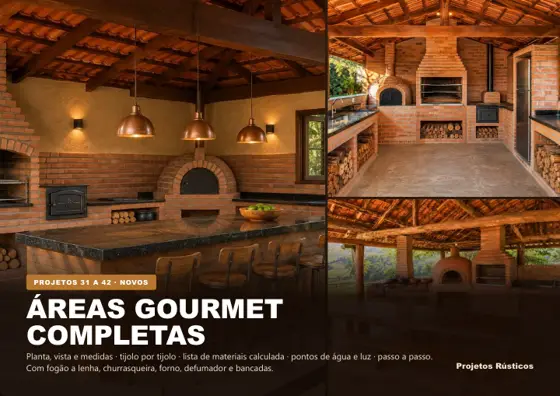 PROJETOS 31 A 42 · NOVOS
ÁREAS GOURMET
COMPLETAS
Planta, vista e medidas · tijolo por tijolo · lista de materiais calculada · pontos de água e luz · passo a passo.
Com fogão a lenha, churrasqueira, forno, defumador e bancadas.
Projetos Rústicos